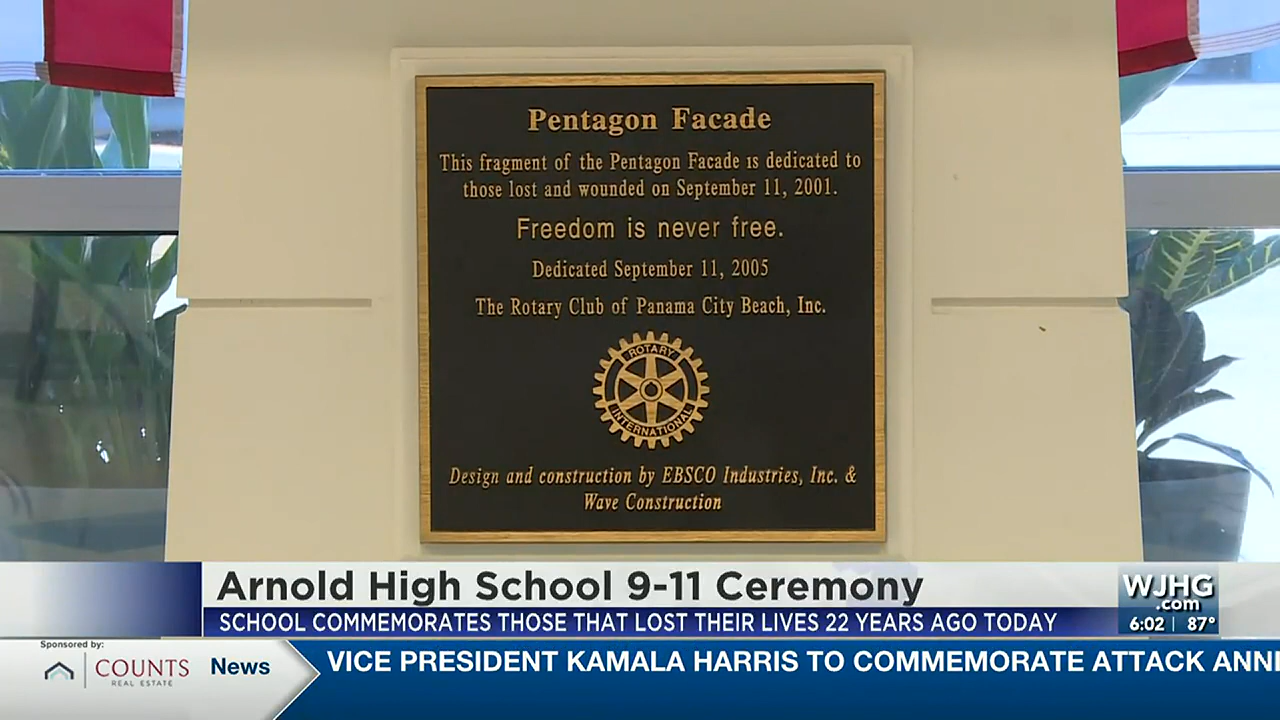 Pentagon Facade
This fragment of the Pentagon Facade is dedicated to
those lost and wounded on September 11, 2001.
Freedom is never free.
Dedicated September 11, 2005
The Rotary Club of Panama City Beach, Inc.
ROTARY
INTERNATIONAL
Design and construction by EBSCO Industries, Inc. &
Wave Construction
Arnold High School 9-11 Ceremony
SCHOOL COMMEMORATES THOSE THAT LOST THEIR LIVES 22 YEARS AGO TODAY
WJHG
.com
6:02 | 87°
Sponsored by:
COUNTS
REAL ESTATE
News
VICE PRESIDENT KAMALA HARRIS TO COMMEMORATE ATTACK ANNI